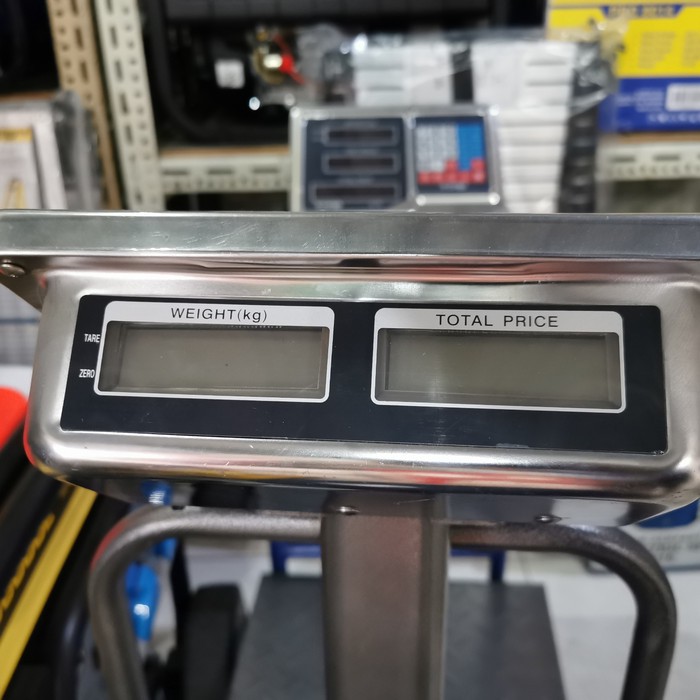 WEIGHT(kg)
TOTAL PRICE
TARE
ZERO